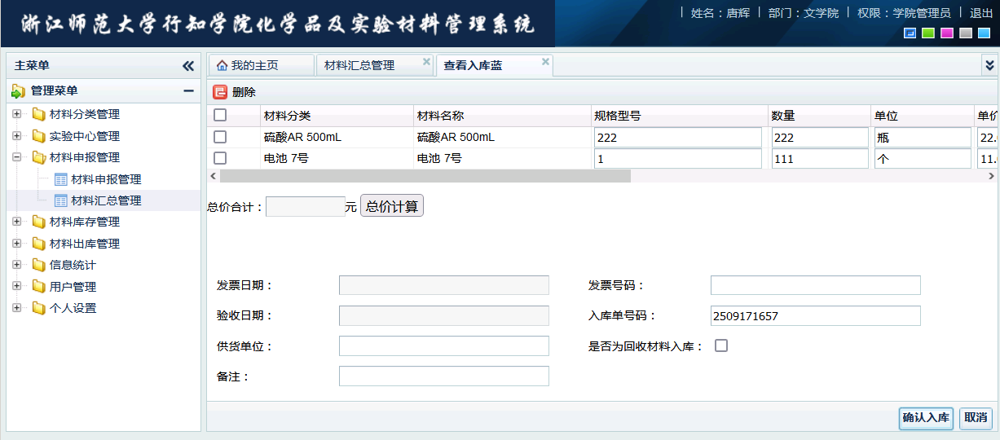 浙江师范大学行知学院化学品及实验材料管理系统
| 姓名：唐辉 | 部门：文学院 | 权限：学院管理员 | 退出
主菜单
管理菜单
材料分类管理
实验中心管理
材料申报管理
材料申报管理
材料汇总管理
材料库存管理
材料出库管理
信息统计
用户管理
个人设置
我的主页 材料汇总管理 查看入库蓝
删除
材料分类 材料名称 规格型号 数量 单位 单价
硫酸AR 500mL 硫酸AR 500mL 222 222 瓶 22.
电池 7号 电池 7号 1 111 个 11.
总价合计： 元 总价计算
发票日期： 发票号码：
验收日期： 入库单号码： 2509171657
供货单位： 是否为回收材料入库：
备注：
确认入库 取消